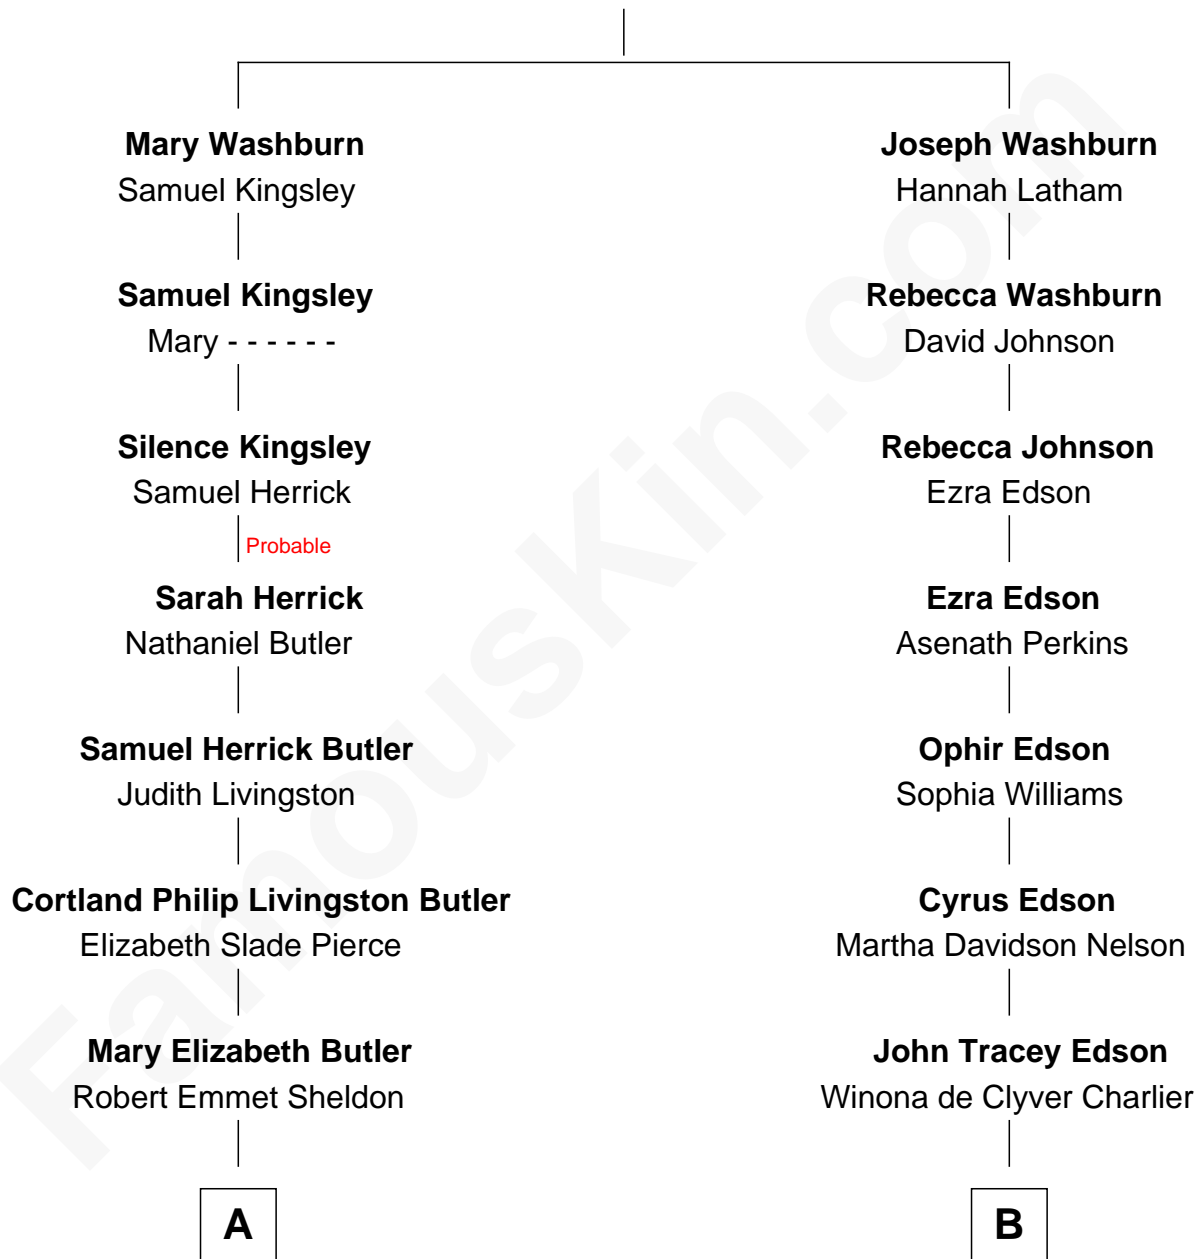 Mary Washburn
Samuel Kingsley
Joseph Washburn
Hannah Latham
Samuel Kingsley
Mary - - - - - -
Rebecca Washburn
David Johnson
Silence Kingsley
Samuel Herrick
Rebecca Johnson
Ezra Edson
Probable
Sarah Herrick
Nathaniel Butler
Ezra Edson
Asenath Perkins
Samuel Herrick Butler
Judith Livingston
Ophir Edson
Sophia Williams
Cortland Philip Livingston Butler
Elizabeth Slade Pierce
Cyrus Edson
Martha Davidson Nelson
Mary Elizabeth Butler
Robert Emmet Sheldon
John Tracey Edson
Winona de Clyver Charlier
A
B
FamousKin.com